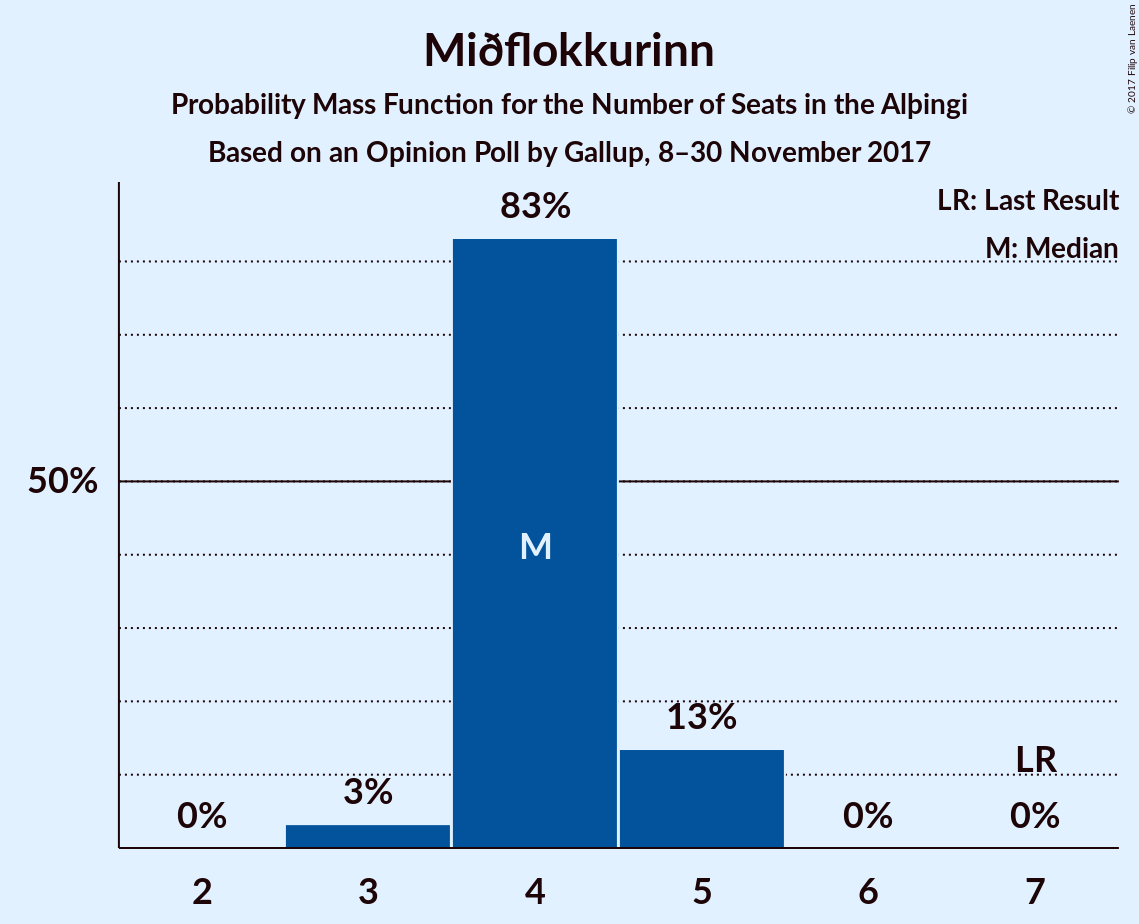 Miðflokkurinn
Probability Mass Function for the Number of Seats in the Alþingi
Based on an Opinion Poll by Gallup, 8–30 November 2017
© 2017 Filip van Laenen
LR: Last Result
M: Median
83%
50%
M
13%
LR
3%
0%
0%
0%
2 3 4 5 6 7